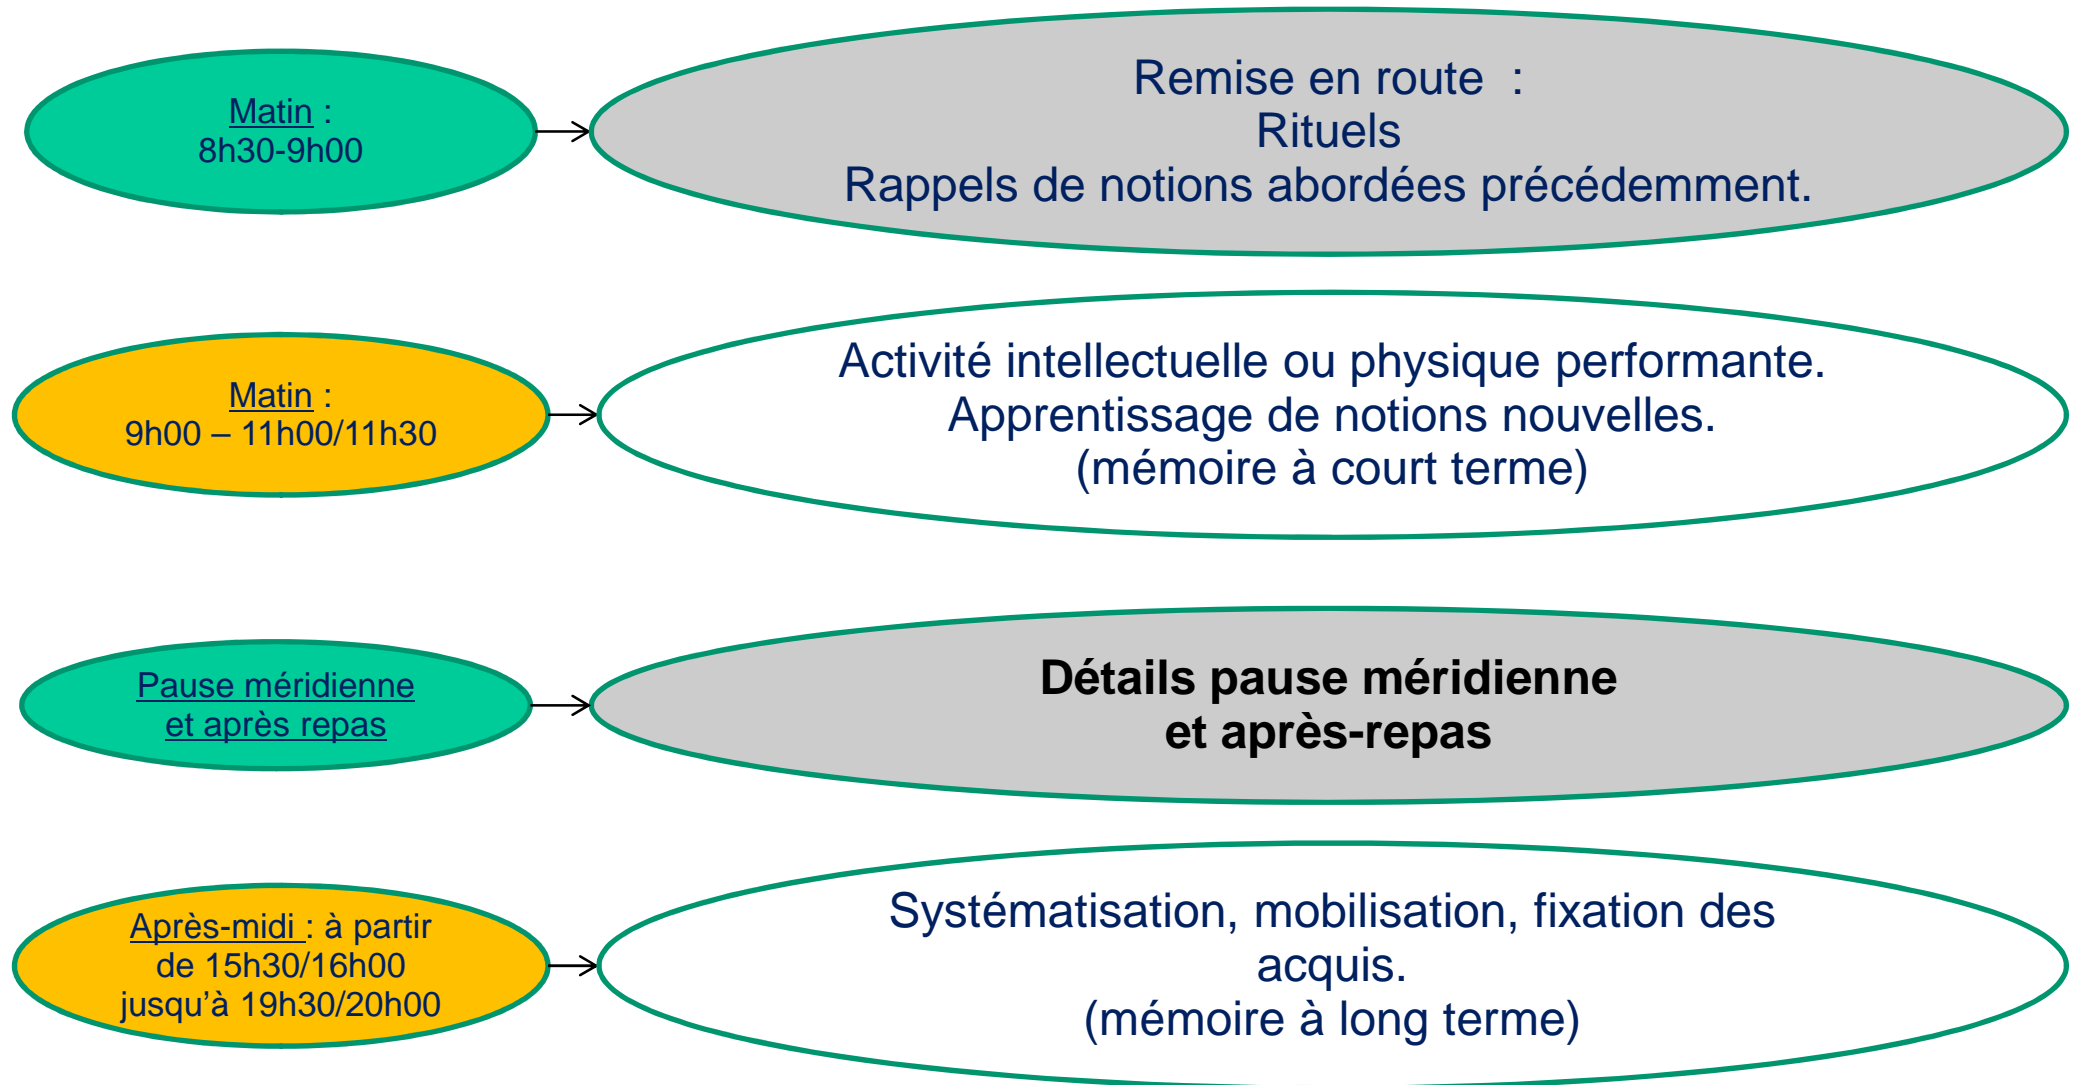 Matin :
8h30-9h00
Remise en route  :
Rituels
Rappels de notions abordées précédemment.
Matin :
9h00 – 11h00/11h30
Activité intellectuelle ou physique performante.
Apprentissage de notions nouvelles.
(mémoire à court terme)
Pause méridienne
et après repas
Détails pause méridienne
et après-repas
Après-midi : à partir
de 15h30/16h00
jusqu’à 19h30/20h00
Systématisation, mobilisation, fixation des
acquis.
(mémoire à long terme)